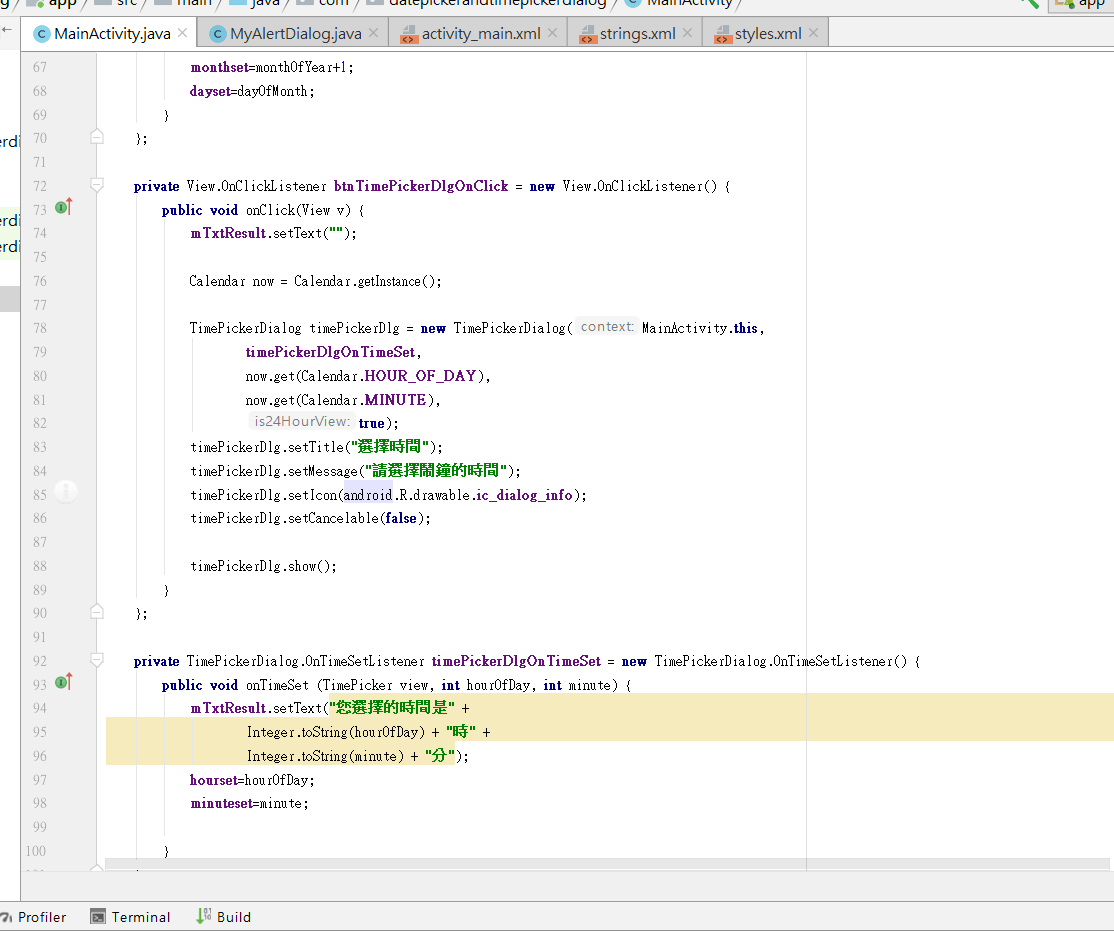 app src main java com datepickerandtimepickerdialog MainActivity app
MainActivity.java MyAlertDialog.java activity_main.xml strings.xml styles.xml
67 monthset=monthOfYear+1;
68 dayset=dayOfMonth;
69 }
70 };
71
72 private View.OnClickListener btnTimePickerDlgOnClick = new View.OnClickListener() {
73 public void onClick(View v) {
74 mTxtResult.setText("");
75
76 Calendar now = Calendar.getInstance();
77
78 TimePickerDialog timePickerDlg = new TimePickerDialog( context: MainActivity.this,
79 timePickerDlgOnTimeSet,
80 now.get(Calendar.HOUR_OF_DAY),
81 now.get(Calendar.MINUTE),
82 is24HourView: true);
83 timePickerDlg.setTitle("選擇時間");
84 timePickerDlg.setMessage("請選擇鬧鐘的時間");
85 timePickerDlg.setIcon(android.R.drawable.ic_dialog_info);
86 timePickerDlg.setCancelable(false);
87
88 timePickerDlg.show();
89 }
90 };
91
92 private TimePickerDialog.OnTimeSetListener timePickerDlgOnTimeSet = new TimePickerDialog.OnTimeSetListener() {
93 public void onTimeSet (TimePicker view, int hourOfDay, int minute) {
94 mTxtResult.setText("您選擇的時間是" +
95 Integer.toString(hourOfDay) + "時" +
96 Integer.toString(minute) + "分");
97 hourset=hourOfDay;
98 minuteset=minute;
99
100 }
Profiler Terminal Build